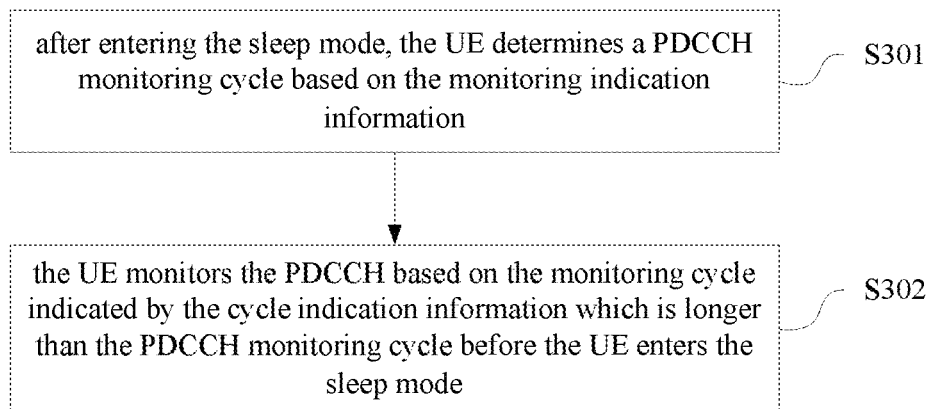 after entering the sleep mode, the UE determines a PDCCH
monitoring cycle based on the monitoring indication
information
S301
the UE monitors the PDCCH based on the monitoring cycle
indicated by the cycle indication information which is longer
than the PDCCH monitoring cycle before the UE enters the
sleep mode
S302